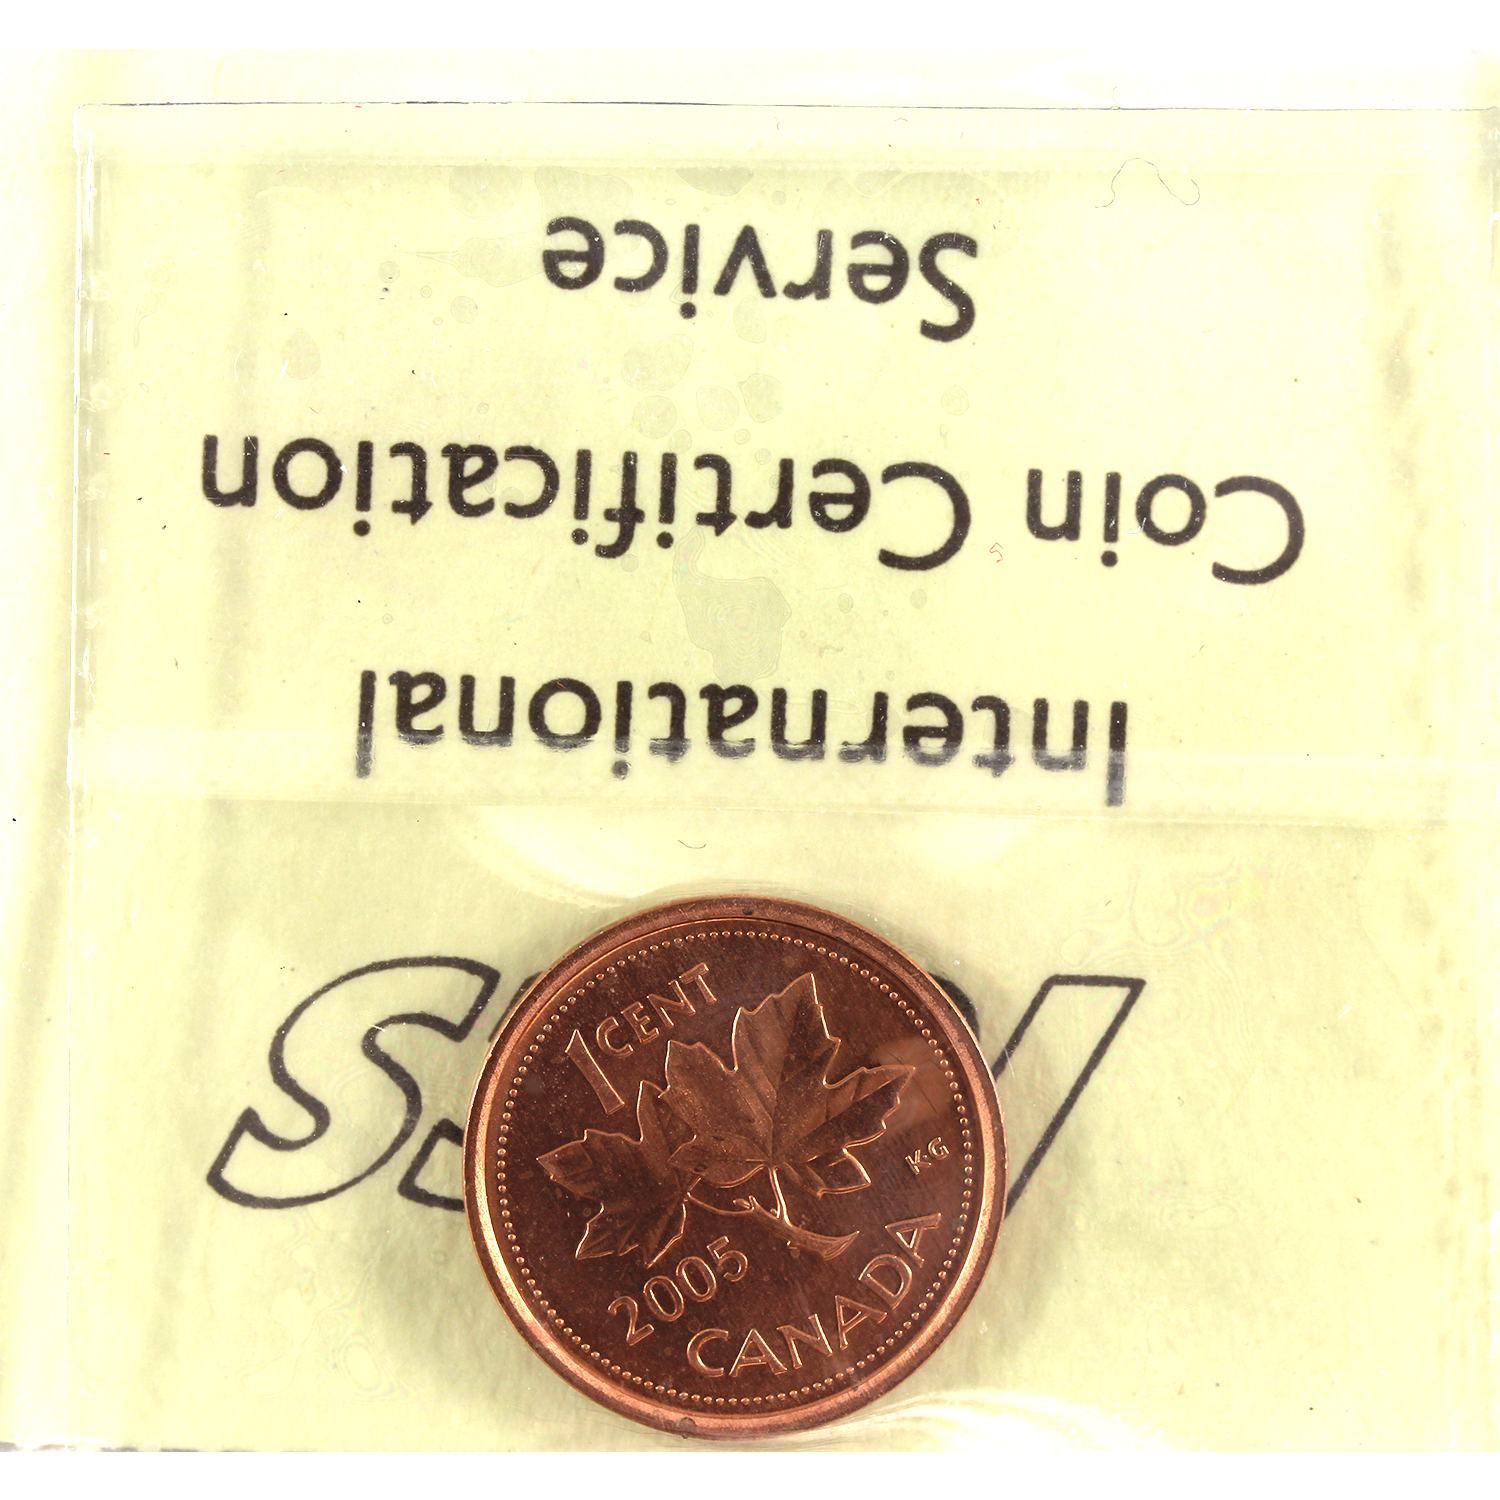 International
Coin Certification
Service
1 CENT
KG
2005
CANADA